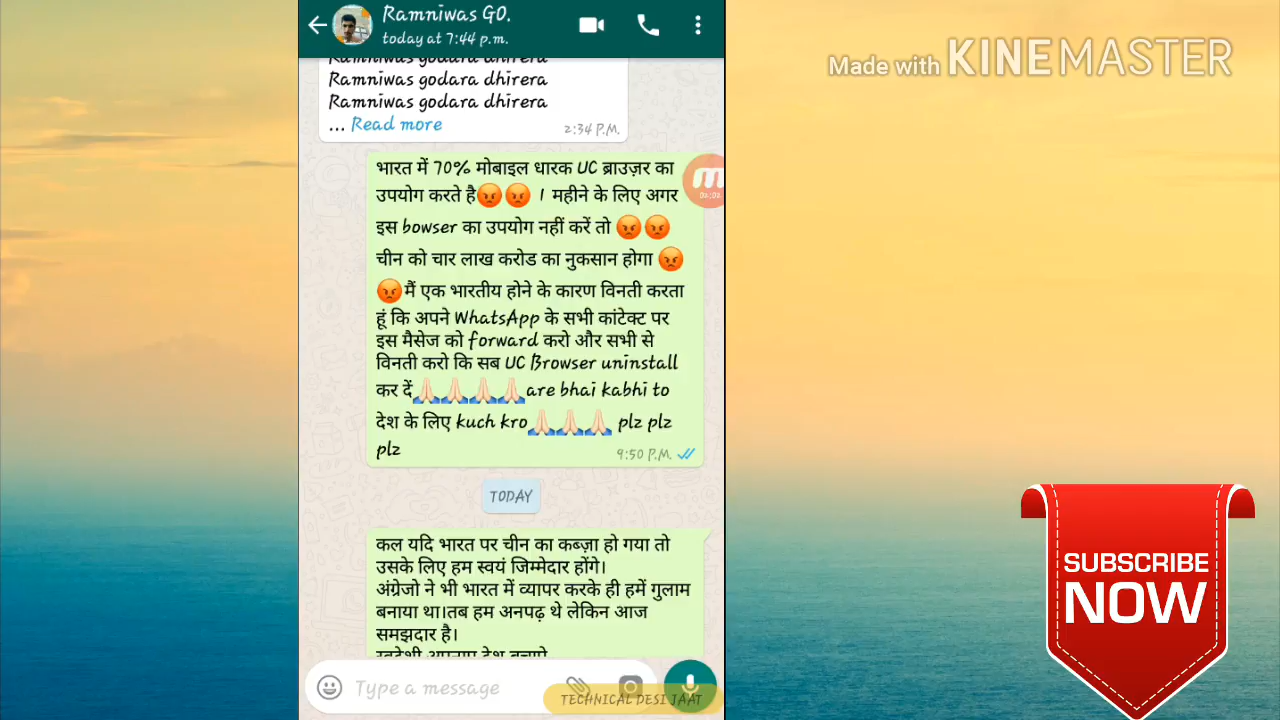 Ramniwas GO.
today at 7:44 p.m.
Made with KINEMASTER
Ramniwas godara dhirera
Ramniwas godara dhirera
Ramniwas godara dhirera
... Read more
2:34 P.M.
भारत में 70% मोबाइल धारक UC ब्राउज़र का
उपयोग करते है😡😡 1 महीने के लिए अगर
इस bowser का उपयोग नहीं करें तो 😡😡
चीन को चार लाख करोड का नुकसान होगा 😡
😡मैं एक भारतीय होने के कारण विनती करता
हूं कि अपने WhatsApp के सभी कांटेक्ट पर
इस मैसेज को forward करो और सभी से
विनती करो कि सब UC Browser uninstall
कर दें🙏🏻🙏🏻🙏🏻🙏🏻are bhai kabhi to
देश के लिए kuch kro🙏🏻🙏🏻🙏🏻 plz plz
plz
9:50 P.M.
TODAY
कल यदि भारत पर चीन का कब्ज़ा हो गया तो
उसके लिए हम स्वयं जिम्मेदार होंगे।
अंग्रेजो ने भी भारत में व्यापार करके ही हमें गुलाम
बनाया था।तब हम अनपढ़ थे लेकिन आज
समझदार है।
Type a message
TECHNICAL DESI JAAT
SUBSCRIBE
NOW